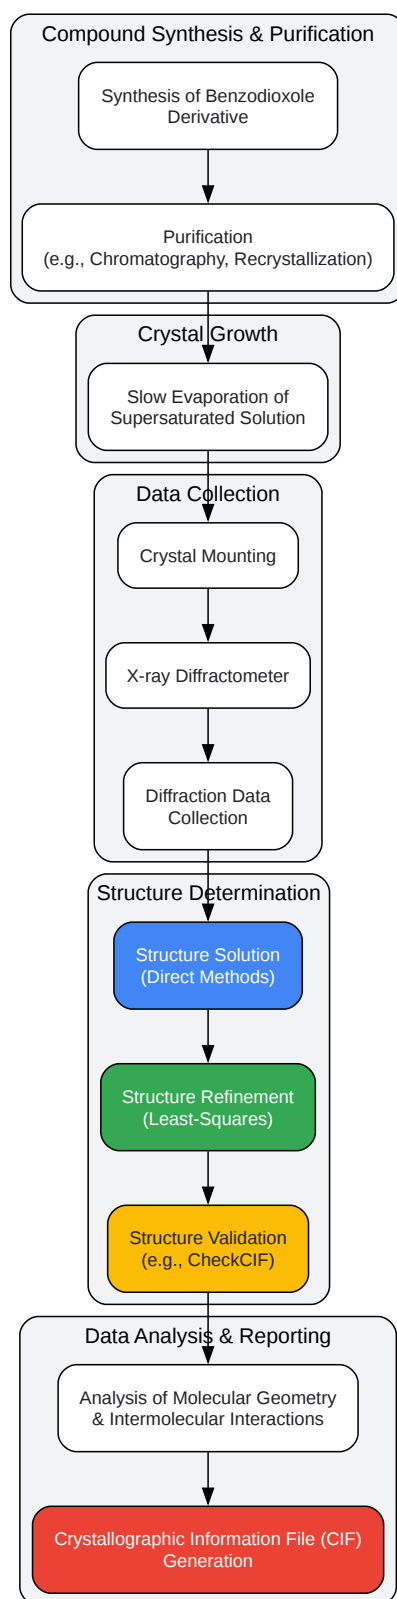 Compound Synthesis & Purification
Synthesis of Benzodioxole
Derivative
Purification
(e.g., Chromatography, Recrystallization)
Crystal Growth
Slow Evaporation of
Supersaturated Solution
Data Collection
Crystal Mounting
X-ray Diffractometer
Diffraction Data
Collection
Structure Determination
Structure Solution
(Direct Methods)
Structure Refinement
(Least-Squares)
Structure Validation
(e.g., CheckCIF)
Data Analysis & Reporting
Analysis of Molecular Geometry
& Intermolecular Interactions
Crystallographic Information File (CIF)
Generation